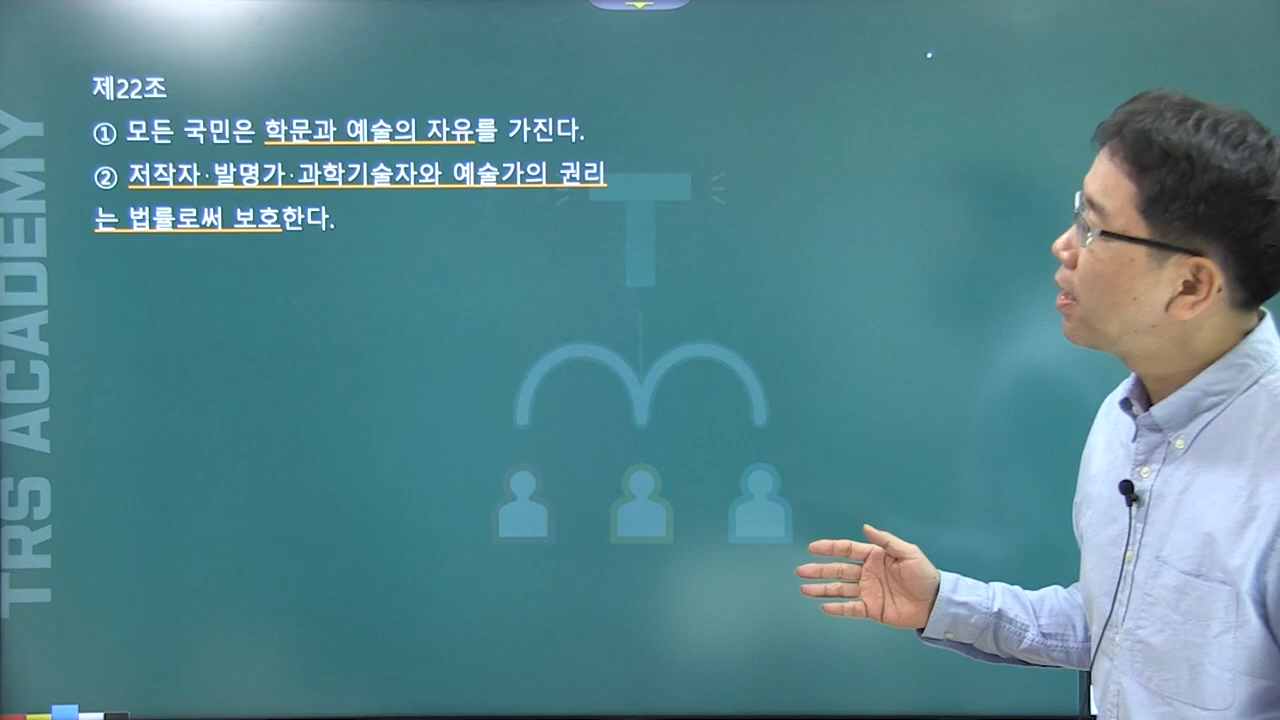 제22조
① 모든 국민은 학문과 예술의 자유를 가진다.
② 저작자·발명가·과학기술자와 예술가의 권리
는 법률로써 보호한다.
TRS ACADEMY